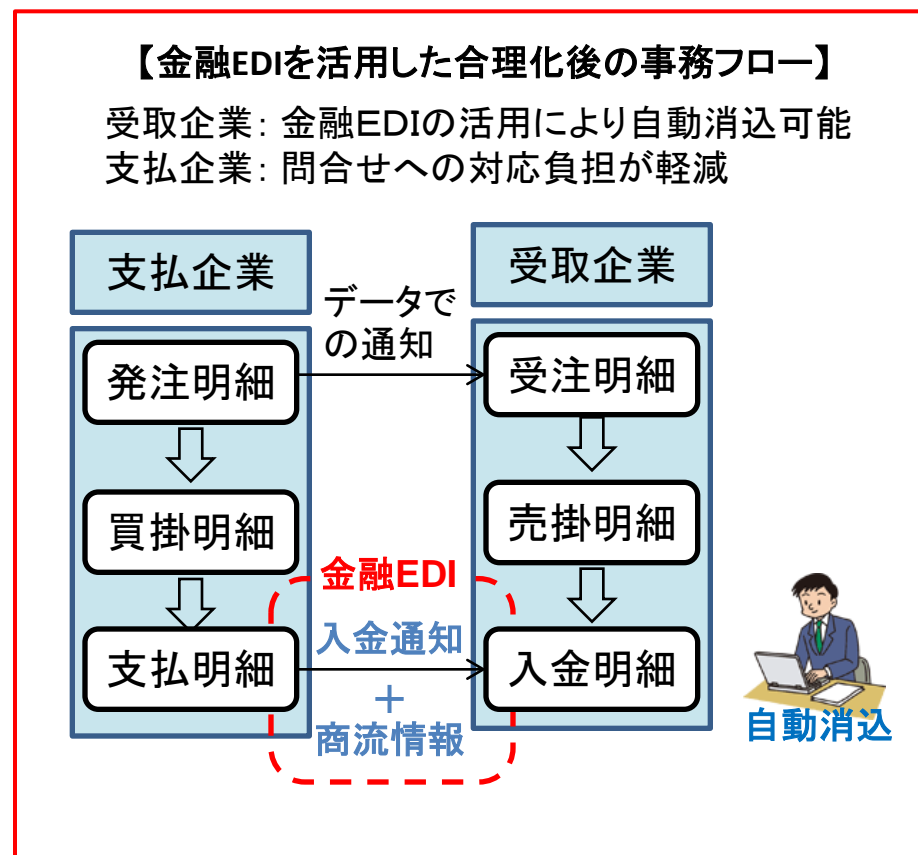 【金融EDIを活用した合理化後の事務フロー】
受取企業：金融ＥＤＩの活用により自動消込可能
支払企業：問合せへの対応負担が軽減
支払企業
受取企業
データで
の通知
発注明細
受注明細
買掛明細
売掛明細
金融EDI
入金通知
＋
商流情報
支払明細
入金明細
自動消込